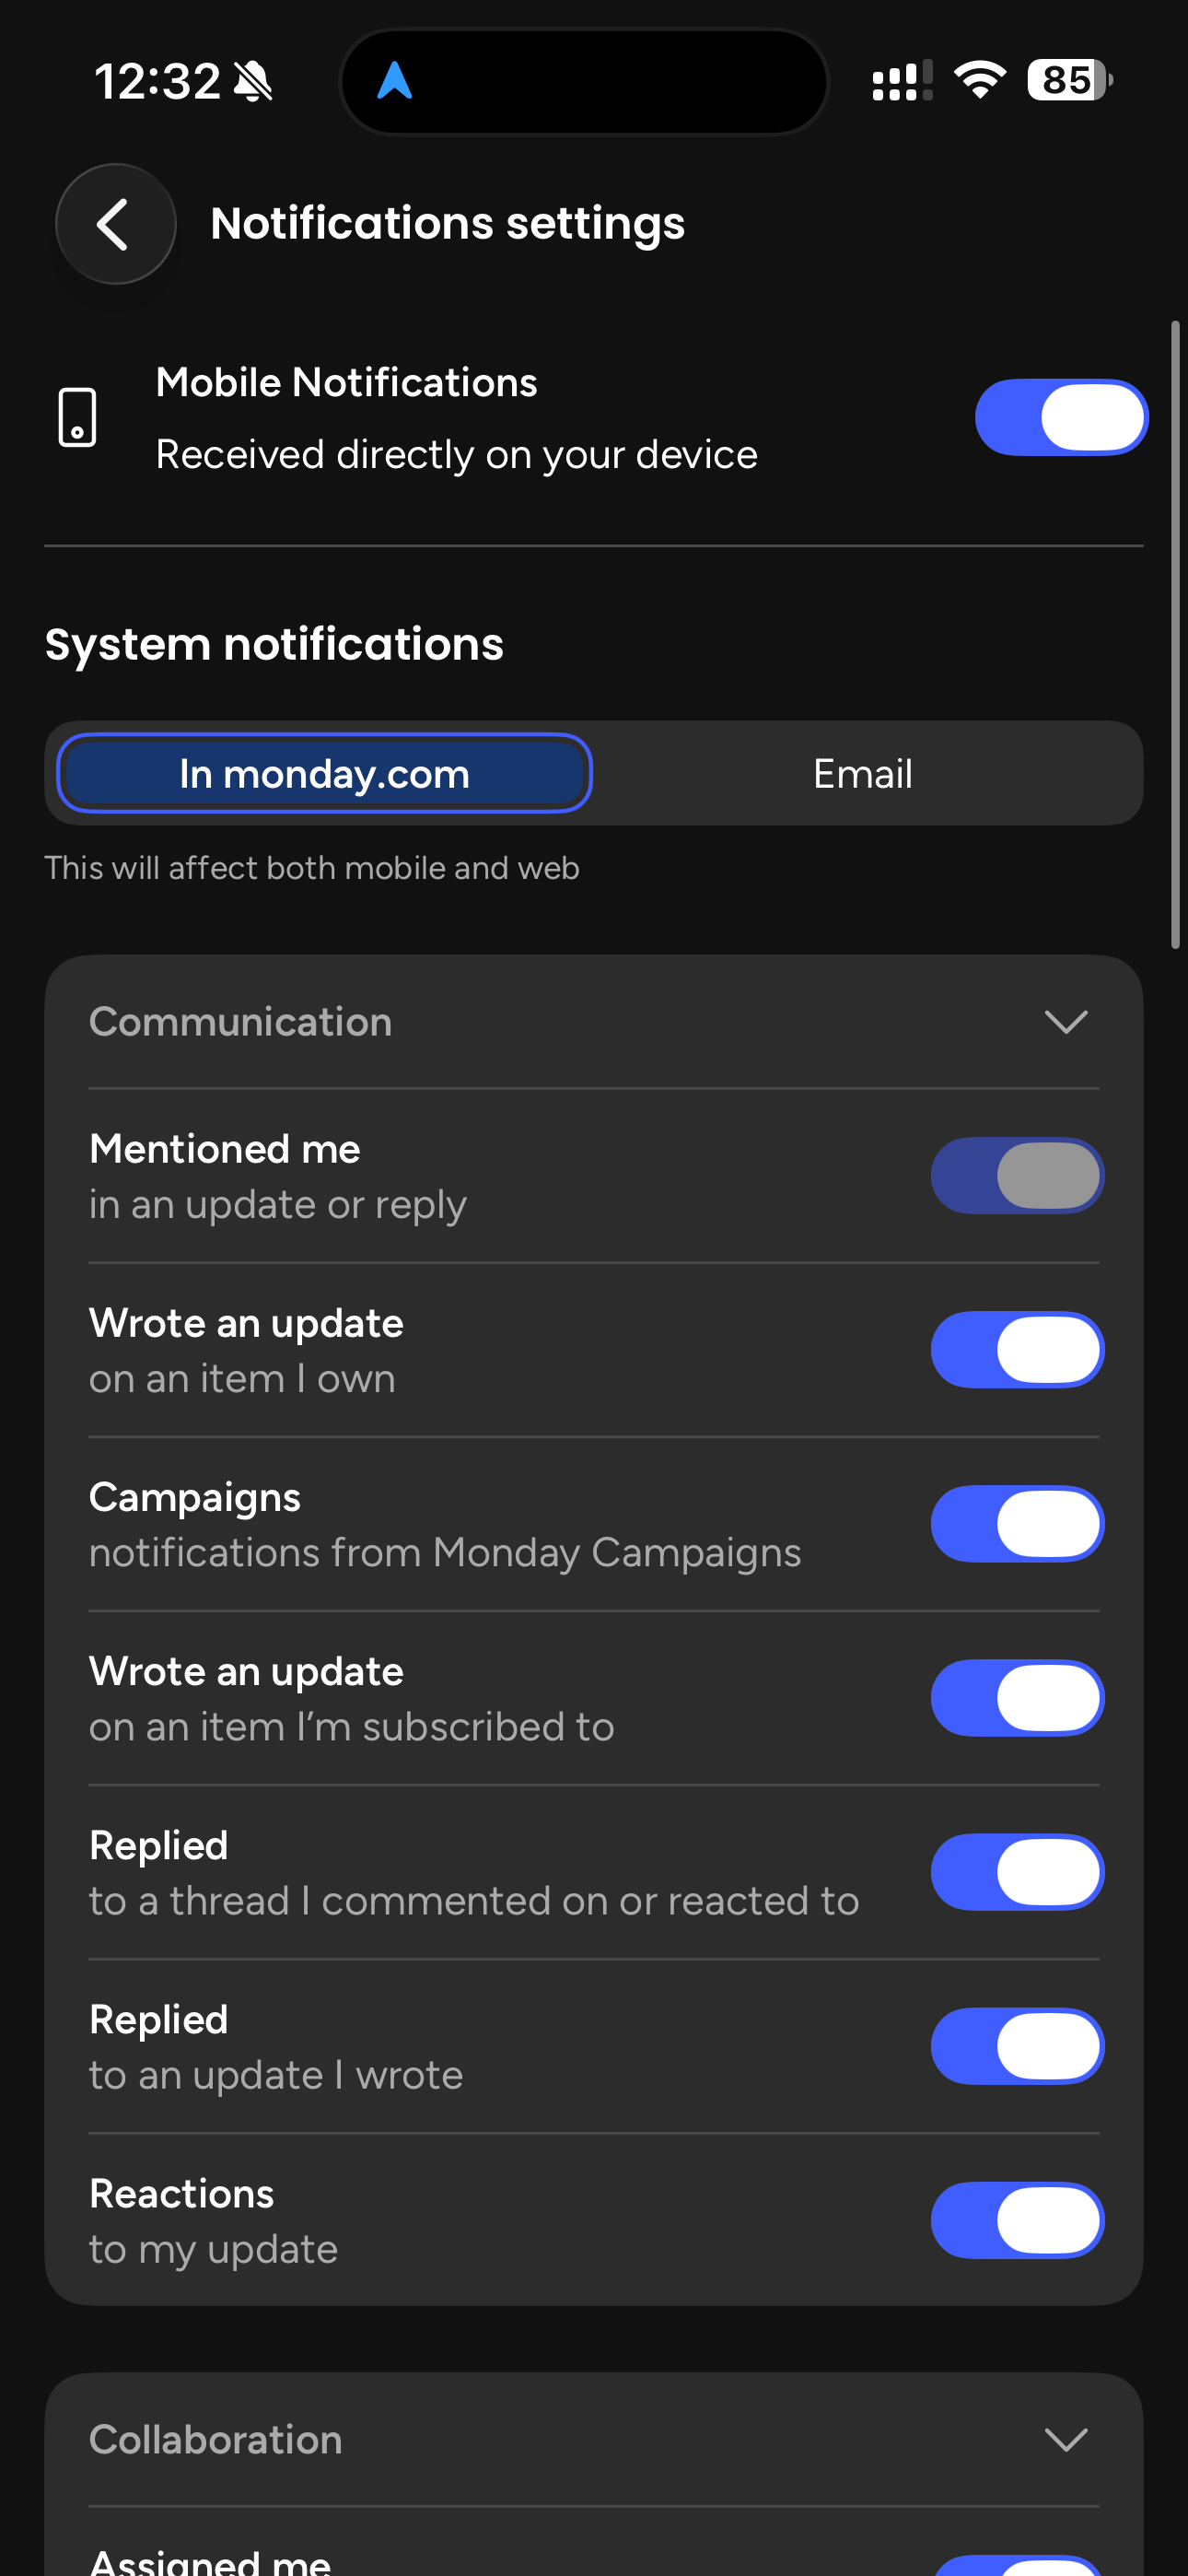 12:32
85
Notifications settings
Mobile Notifications
Received directly on your device
System notifications
In monday.com
Email
This will affect both mobile and web
Communication
Mentioned me
in an update or reply
Wrote an update
on an item I own
Campaigns
notifications from Monday Campaigns
Wrote an update
on an item I’m subscribed to
Replied
to a thread I commented on or reacted to
Replied
to an update I wrote
Reactions
to my update
Collaboration
Assigned me